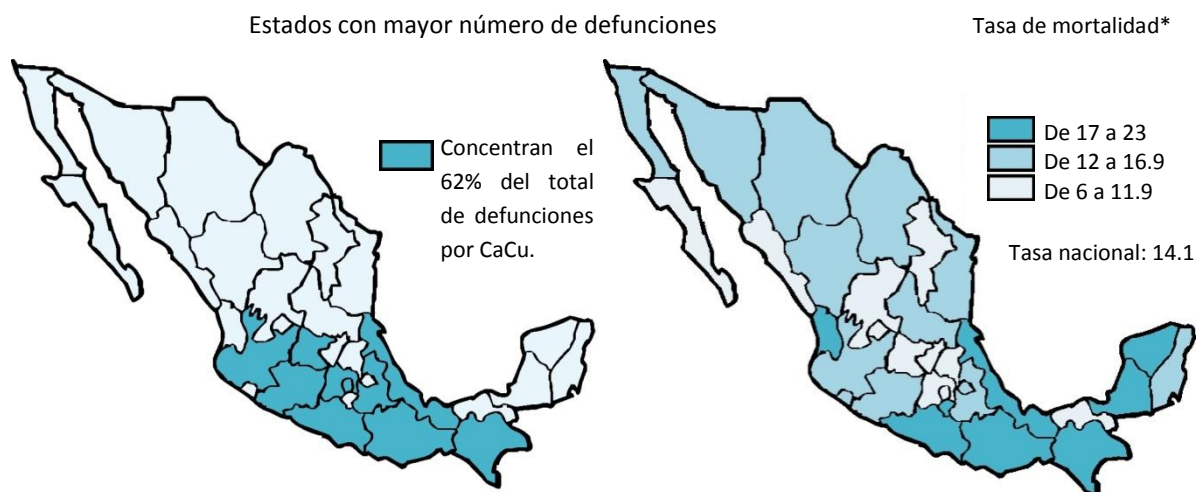 Estados con mayor número de defunciones
Concentran el
62% del total
de defunciones
por CaCu.
Tasa de mortalidad*
De 17 a 23
De 12 a 16.9
De 6 a 11.9
Tasa nacional: 14.1